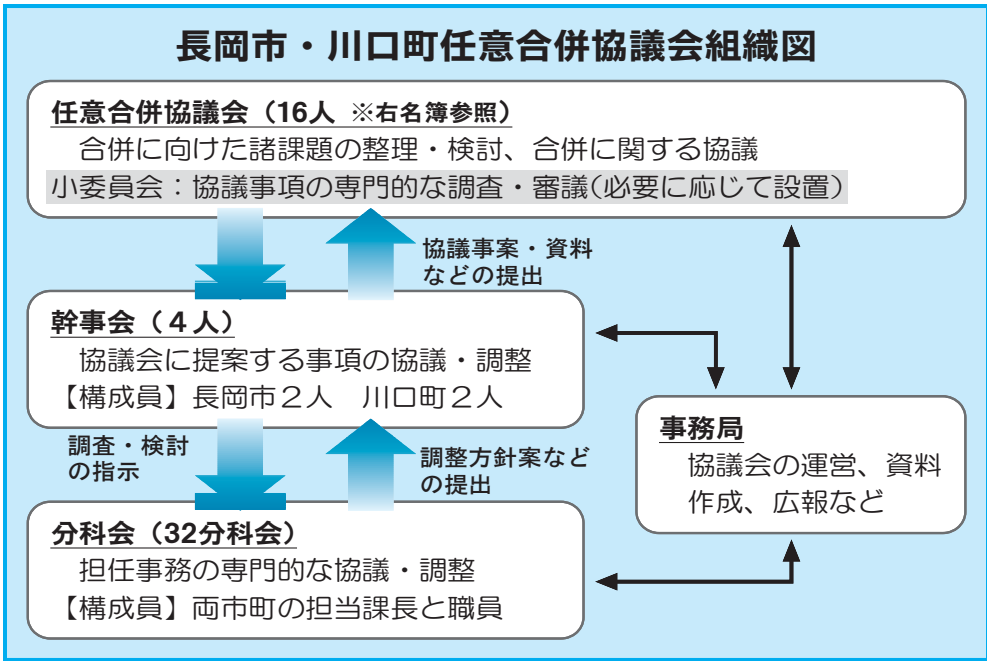 長岡市・川口町任意合併協議会組織図
任意合併協議会（16人 ※右名簿参照）
合併に向けた諸課題の整理・検討、合併に関する協議
小委員会：協議事項の専門的な調査・審議(必要に応じて設置)
協議事案・資料
などの提出
幹事会（４人）
協議会に提案する事項の協議・調整
【構成員】長岡市２人　川口町２人
調査・検討
の指示
調整方針案など
の提出
事務局
協議会の運営、資料
作成、広報など
分科会（32分科会）
担任事務の専門的な協議・調整
【構成員】両市町の担当課長と職員